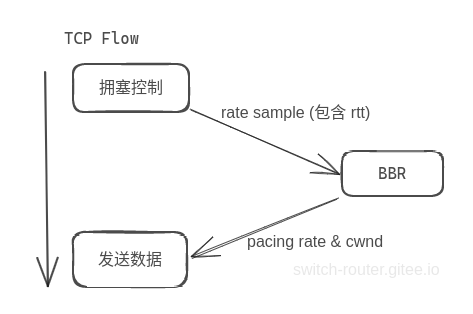 TCP Flow
拥塞控制
rate sample (包含 rtt)
BBR
pacing rate & cwnd
发送数据
switch-router.gitee.io